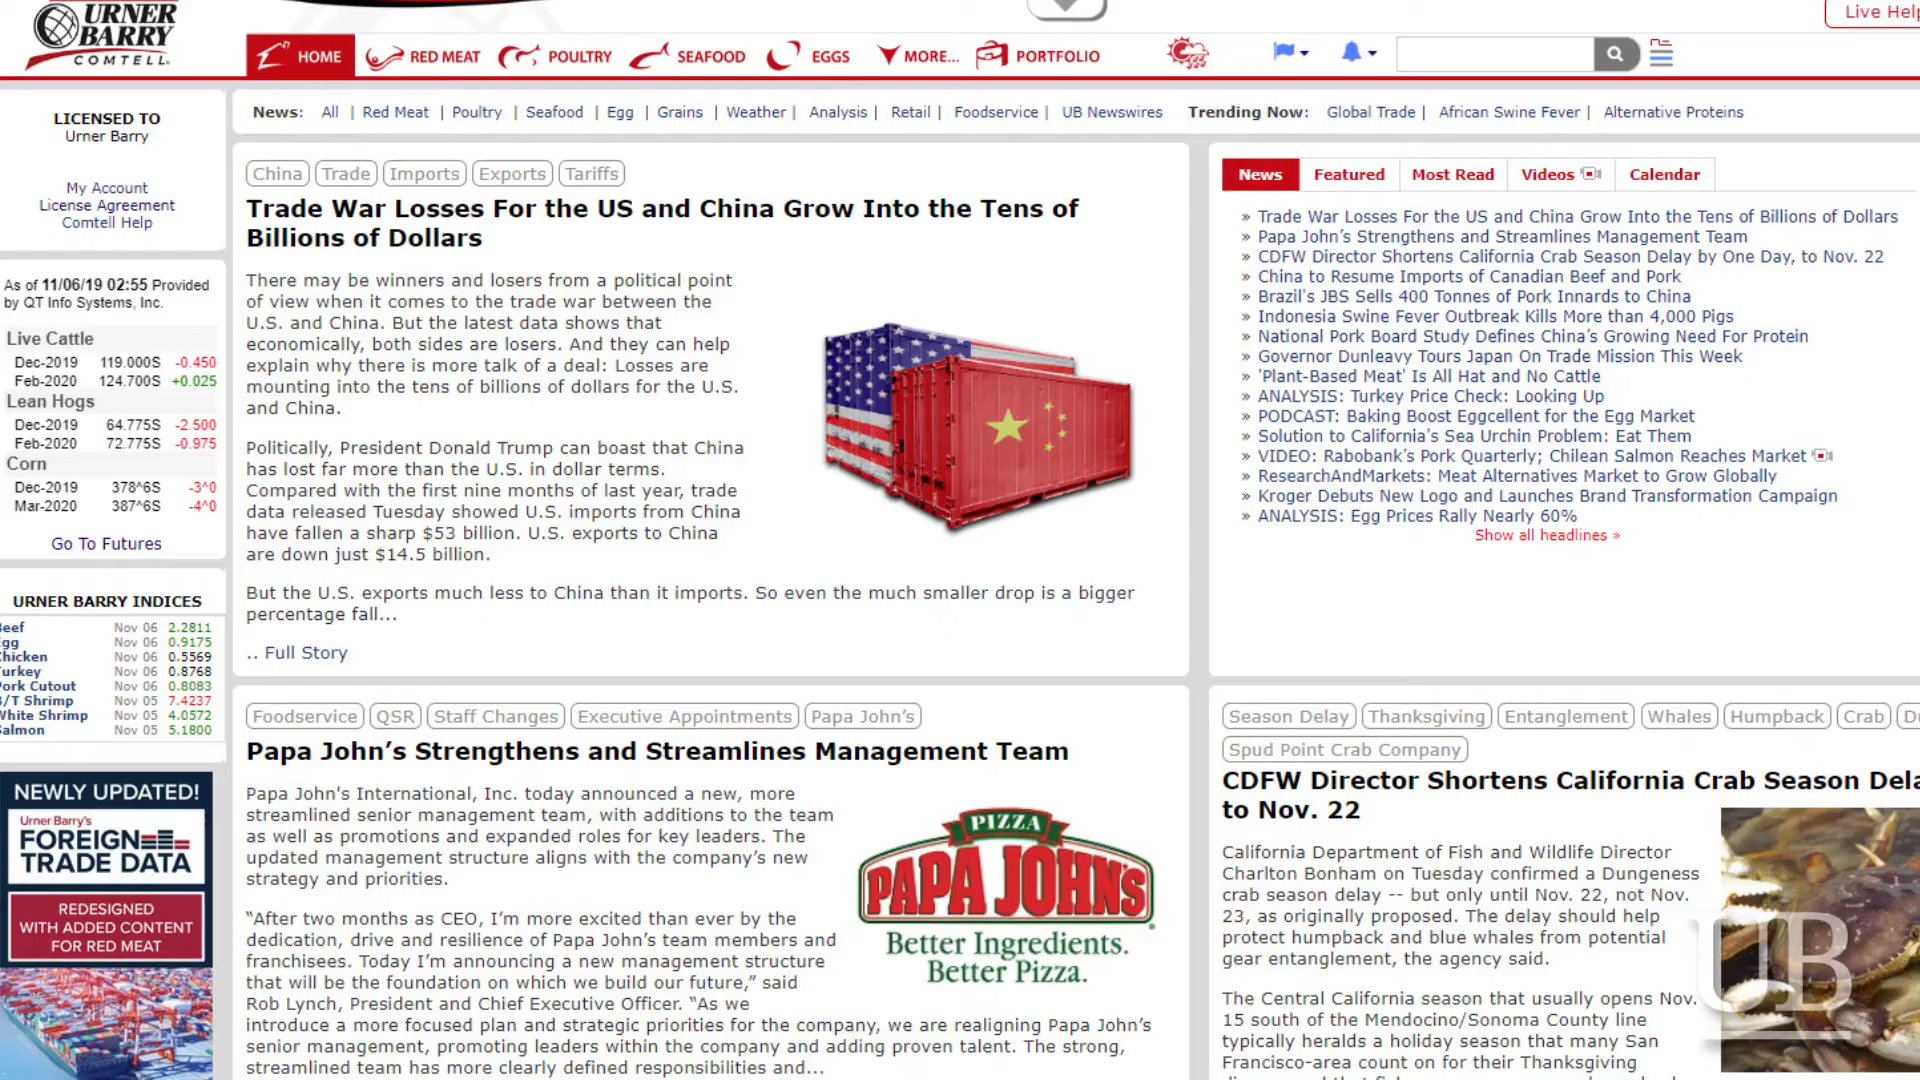 URNER
BARRY
COMTELL
Live Help
HOME
RED MEAT
POULTRY
SEAFOOD
EGGS
MORE...
PORTFOLIO
LICENSED TO
Urner Barry
My Account
License Agreement
Comtell Help
News: All | Red Meat | Poultry | Seafood | Egg | Grains | Weather | Analysis | Retail | Foodservice | UB Newswires
Trending Now: Global Trade | African Swine Fever | Alternative Proteins
As of 11/06/19 02:55 Provided
by QT Info Systems, Inc.
Live Cattle
Dec-2019 119.000S -0.450
Feb-2020 124.700S +0.025
Lean Hogs
Dec-2019 64.775S -2.500
Feb-2020 72.775S -0.975
Corn
Dec-2019 378^6S -3^0
Mar-2020 387^6S -4^0
Go To Futures
URNER BARRY INDICES
Beef Nov 06 2.2811
Egg Nov 06 0.9175
Chicken Nov 06 0.5569
Turkey Nov 06 0.8768
Pork Cutout Nov 06 0.8083
B/T Shrimp Nov 05 7.4237
White Shrimp Nov 05 4.0572
Salmon Nov 05 5.1800
NEWLY UPDATED!
Urner Barry's
FOREIGN
TRADE DATA
REDESIGNED
WITH ADDED CONTENT
FOR RED MEAT
China Trade Imports Exports Tariffs
Trade War Losses For the US and China Grow Into the Tens of
Billions of Dollars
There may be winners and losers from a political point
of view when it comes to the trade war between the
U.S. and China. But the latest data shows that
economically, both sides are losers. And they can help
explain why there is more talk of a deal: Losses are
mounting into the tens of billions of dollars for the U.S.
and China.
Politically, President Donald Trump can boast that China
has lost far more than the U.S. in dollar terms.
Compared with the first nine months of last year, trade
data released Tuesday showed U.S. imports from China
have fallen a sharp $53 billion. U.S. exports to China
are down just $14.5 billion.
But the U.S. exports much less to China than it imports. So even the much smaller drop is a bigger
percentage fall...
.. Full Story
News Featured Most Read Videos Calendar
» Trade War Losses For the US and China Grow Into the Tens of Billions of Dollars
» Papa John’s Strengthens and Streamlines Management Team
» CDFW Director Shortens California Crab Season Delay by One Day, to Nov. 22
» China to Resume Imports of Canadian Beef and Pork
» Brazil's JBS Sells 400 Tonnes of Pork Innards to China
» Indonesia Swine Fever Outbreak Kills More than 4,000 Pigs
» National Pork Board Study Defines China’s Growing Need For Protein
» Governor Dunleavy Tours Japan On Trade Mission This Week
» 'Plant-Based Meat' Is All Hat and No Cattle
» ANALYSIS: Turkey Price Check: Looking Up
» PODCAST: Baking Boost Eggcellent for the Egg Market
» Solution to California's Sea Urchin Problem: Eat Them
» VIDEO: Rabobank’s Pork Quarterly; Chilean Salmon Reaches Market
» ResearchAndMarkets: Meat Alternatives Market to Grow Globally
» Kroger Debuts New Logo and Launches Brand Transformation Campaign
» ANALYSIS: Egg Prices Rally Nearly 60%
Show all headlines »
Foodservice QSR Staff Changes Executive Appointments Papa John’s
Papa John’s Strengthens and Streamlines Management Team
Papa John's International, Inc. today announced a new, more
streamlined senior management team, with additions to the team
as well as promotions and expanded roles for key leaders. The
updated management structure aligns with the company’s new
strategy and priorities.
“After two months as CEO, I’m more excited than ever by the
dedication, drive and resilience of Papa John’s team members and
franchisees. Today I’m announcing a new management structure
that will be the foundation on which we build our future,” said
Rob Lynch, President and Chief Executive Officer. “As we
introduce a more focused plan and strategic priorities for the company, we are realigning Papa John’s
senior management, promoting leaders within the company and adding proven talent. The strong,
streamlined team has more clearly defined responsibilities and...
PIZZA
PAPA JOHN'S
Better Ingredients.
Better Pizza.
Season Delay Thanksgiving Entanglement Whales Humpback Crab
Spud Point Crab Company
CDFW Director Shortens California Crab Season Dela
to Nov. 22
California Department of Fish and Wildlife Director
Charlton Bonham on Tuesday confirmed a Dungeness
crab season delay -- but only until Nov. 22, not Nov.
23, as originally proposed. The delay should help
protect humpback and blue whales from potential
gear entanglement, the agency said.
The Central California season that usually opens Nov.
15 south of the Mendocino/Sonoma County line
typically heralds a holiday season that many San
Francisco-area count on for their Thanksgiving
UB